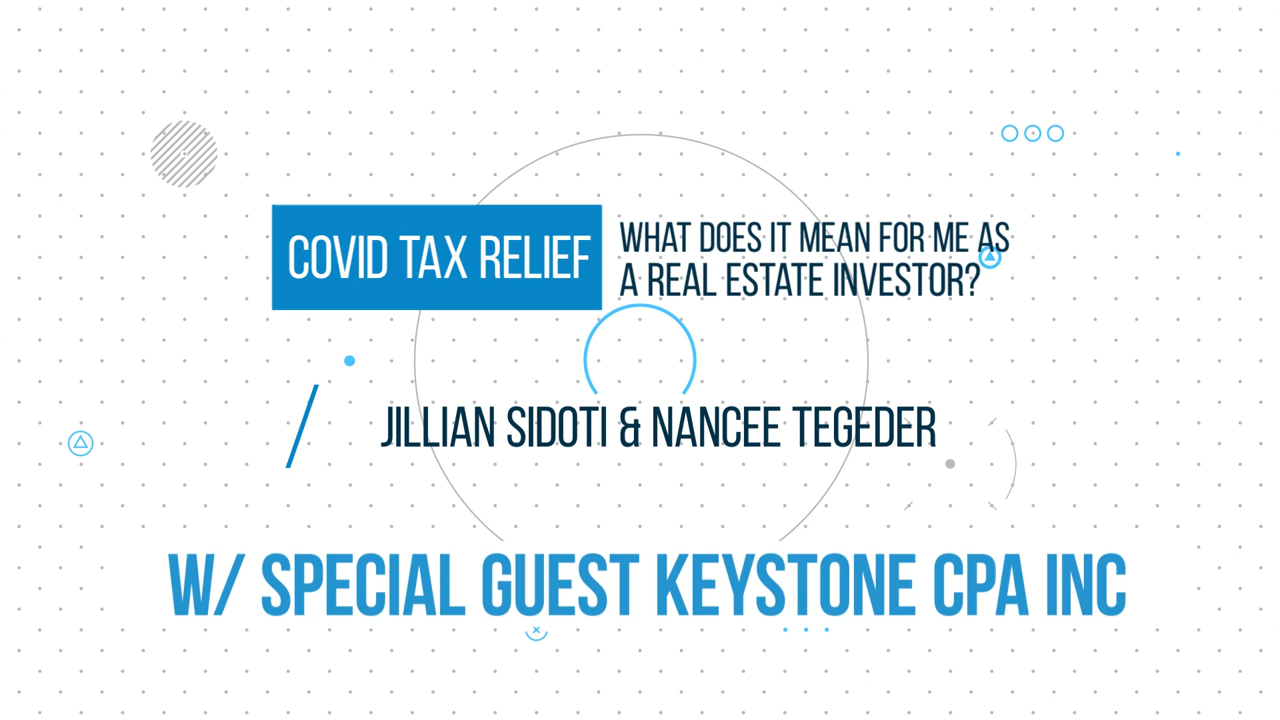 COVID TAX RELIEF
WHAT DOES IT MEAN FOR ME AS
A REAL ESTATE INVESTOR?
JILLIAN SIDOTI & NANCEE TEGEDER
W/ SPECIAL GUEST KEYSTONE CPA INC